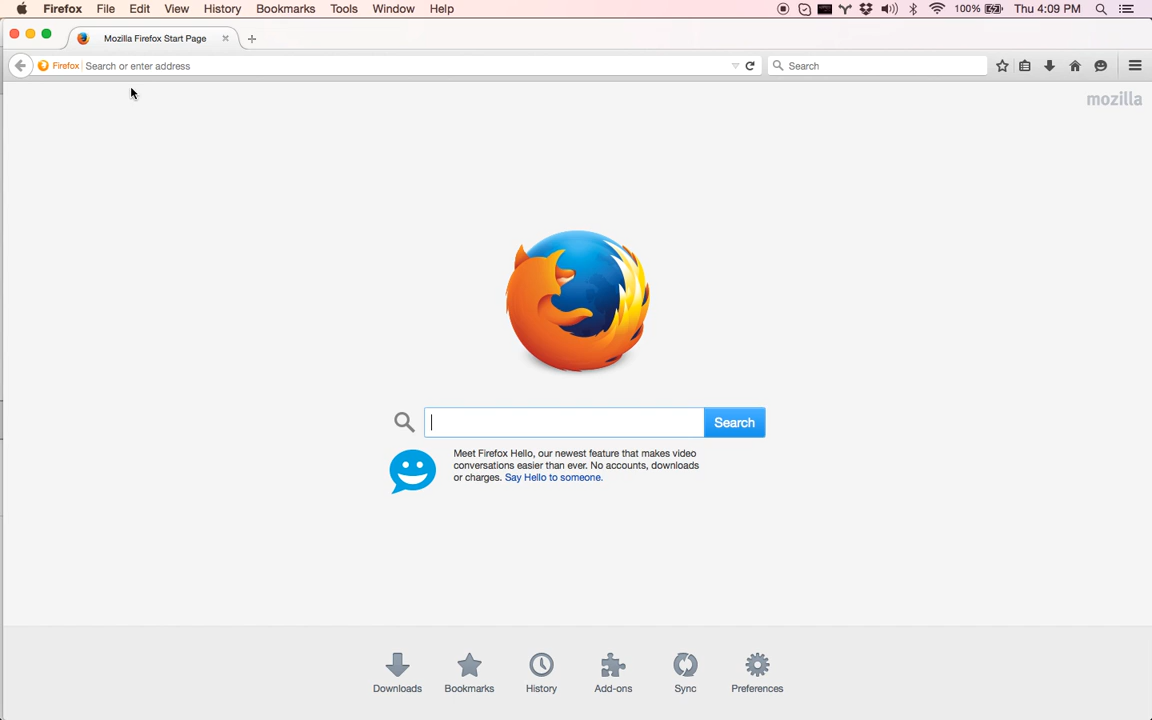 Firefox File Edit View History Bookmarks Tools Window Help 100% Thu 4:09 PM
Mozilla Firefox Start Page
Firefox Search or enter address Search
mozilla
Search
Meet Firefox Hello, our newest feature that makes video
conversations easier than ever. No accounts, downloads
or charges. Say Hello to someone.
Downloads Bookmarks History Add-ons Sync Preferences